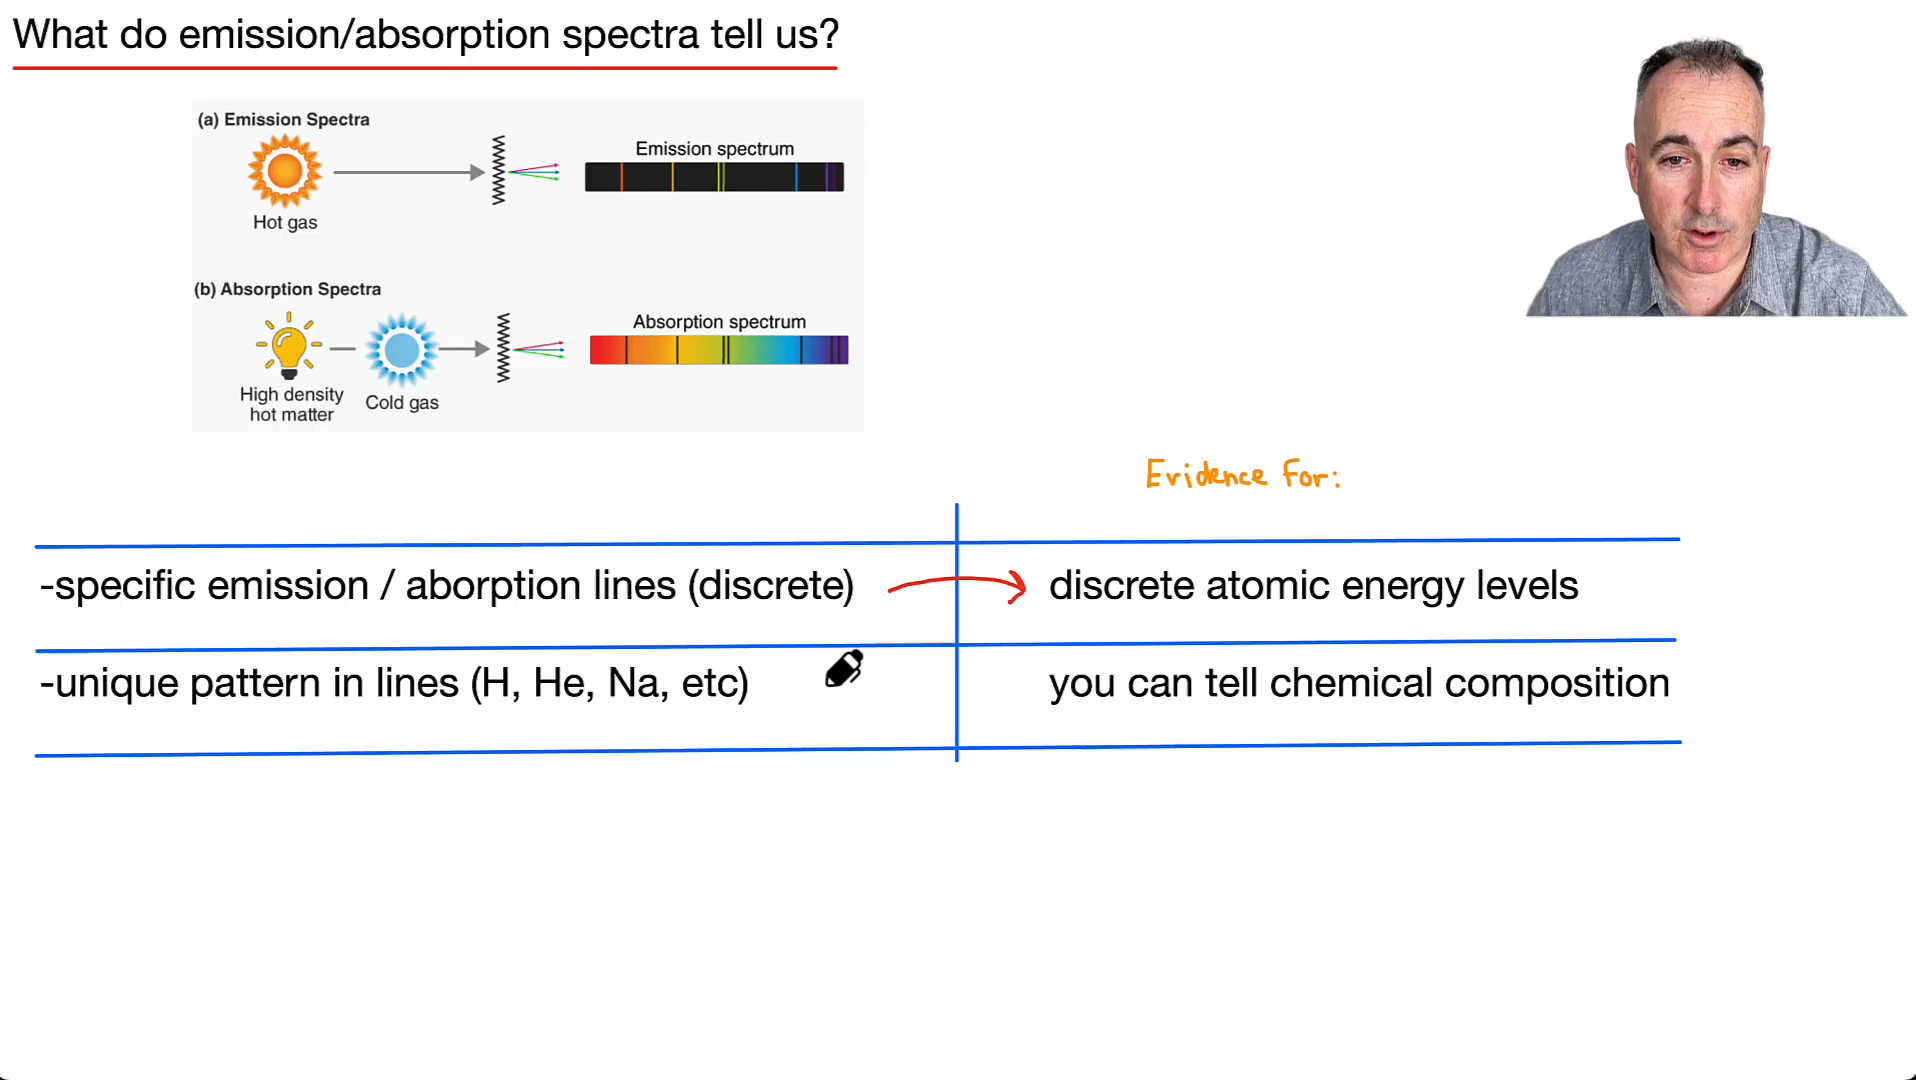 What do emission/absorption spectra tell us?
(a) Emission Spectra
Emission spectrum
Hot gas
(b) Absorption Spectra
Absorption spectrum
High density
hot matter
Cold gas
Evidence for:
-specific emission / aborption lines (discrete)
discrete atomic energy levels
-unique pattern in lines (H, He, Na, etc)
you can tell chemical composition